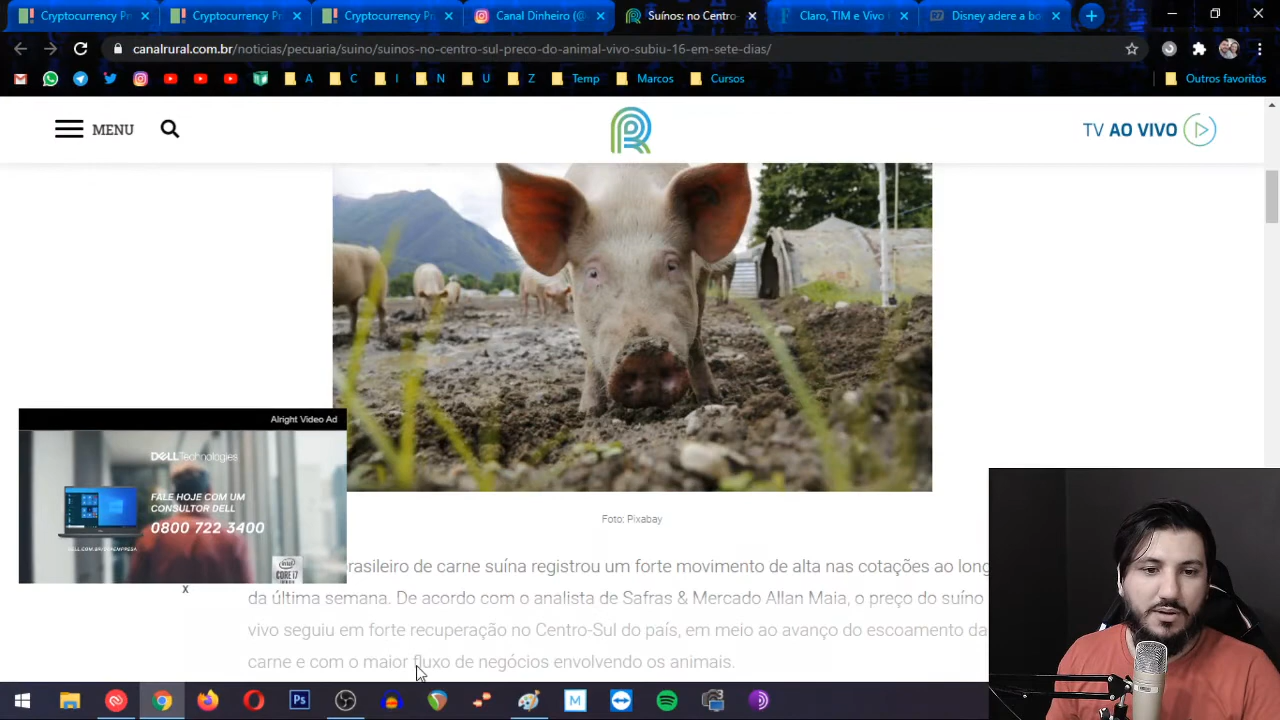 Cryptocurrency Pr
Cryptocurrency Pri
Cryptocurrency Pri
Canal Dinheiro (@
Suínos: no Centro-
Claro, TIM e Vivo
Disney adere a bo
canalrural.com.br/noticias/pecuaria/suino/suinos-no-centro-sul-preco-do-animal-vivo-subiu-16-em-sete-dias/
A
C
I
N
U
Z
Temp
Marcos
Cursos
Outros favoritos
MENU
TV AO VIVO
Alright Video Ad
DELLTechnologies
FALE HOJE COM UM
CONSULTOR DELL
0800 722 3400
X
Foto: Pixabay
rasileiro de carne suína registrou um forte movimento de alta nas cotações ao long
da última semana. De acordo com o analista de Safras & Mercado Allan Maia, o preço do suíno
vivo seguiu em forte recuperação no Centro-Sul do país, em meio ao avanço do escoamento da
carne e com o maior fluxo de negócios envolvendo os animais.
Ps
M